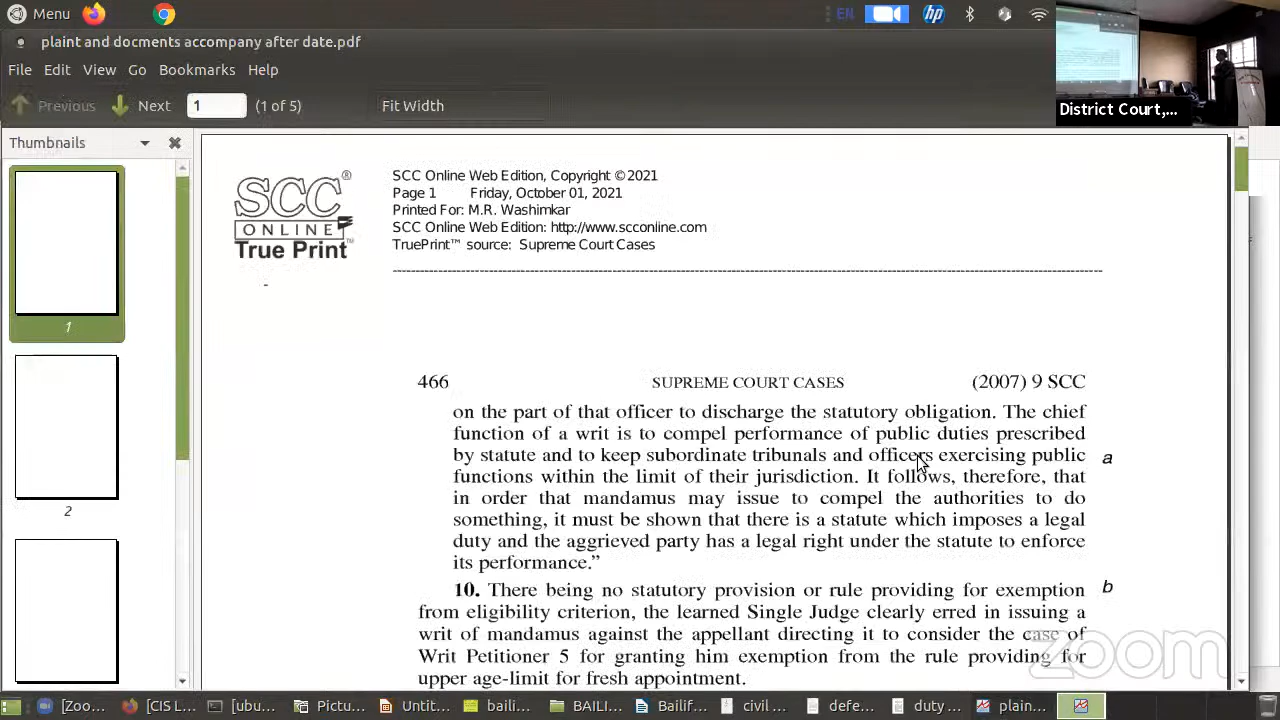 Menu
EN
hp
plaint and docments accompany after date.pdf
File Edit View Go Bookmarks Help
Previous Next 1 (1 of 5) Fit Width
District Court,...
Thumbnails
1
2
SCC®
ONLINE
True Print™
SCC Online Web Edition, Copyright © 2021
Page 1 Friday, October 01, 2021
Printed For: M.R. Washimkar
SCC Online Web Edition: http://www.scconline.com
TruePrint™ source: Supreme Court Cases
466 SUPREME COURT CASES (2007) 9 SCC
on the part of that officer to discharge the statutory obligation. The chief
function of a writ is to compel performance of public duties prescribed
by statute and to keep subordinate tribunals and officers exercising public a
functions within the limit of their jurisdiction. It follows, therefore, that
in order that mandamus may issue to compel the authorities to do
something, it must be shown that there is a statute which imposes a legal
duty and the aggrieved party has a legal right under the statute to enforce
its performance.”
10. There being no statutory provision or rule providing for exemption b
from eligibility criterion, the learned Single Judge clearly erred in issuing a
writ of mandamus against the appellant directing it to consider the case of
Writ Petitioner 5 for granting him exemption from the rule providing for
upper age-limit for fresh appointment.
zoom
[Zoo... [CIS L... [ubu... Pictu... Untit... baili... BAILI... Bailif... civil ... defe... duty ... plain...